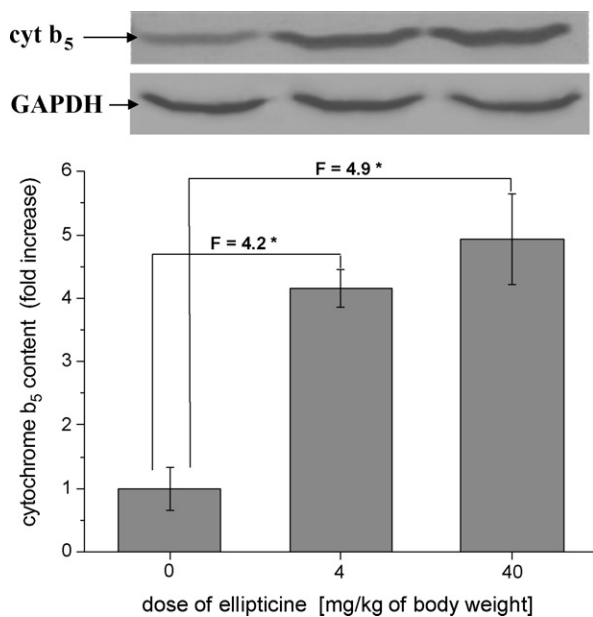 cyt b₅
GAPDH
F = 4.9 *
F = 4.2 *
cytochrome b₅ content (fold increase)
6
5
4
3
2
1
0
0 4 40
dose of ellipticine [mg/kg of body weight]